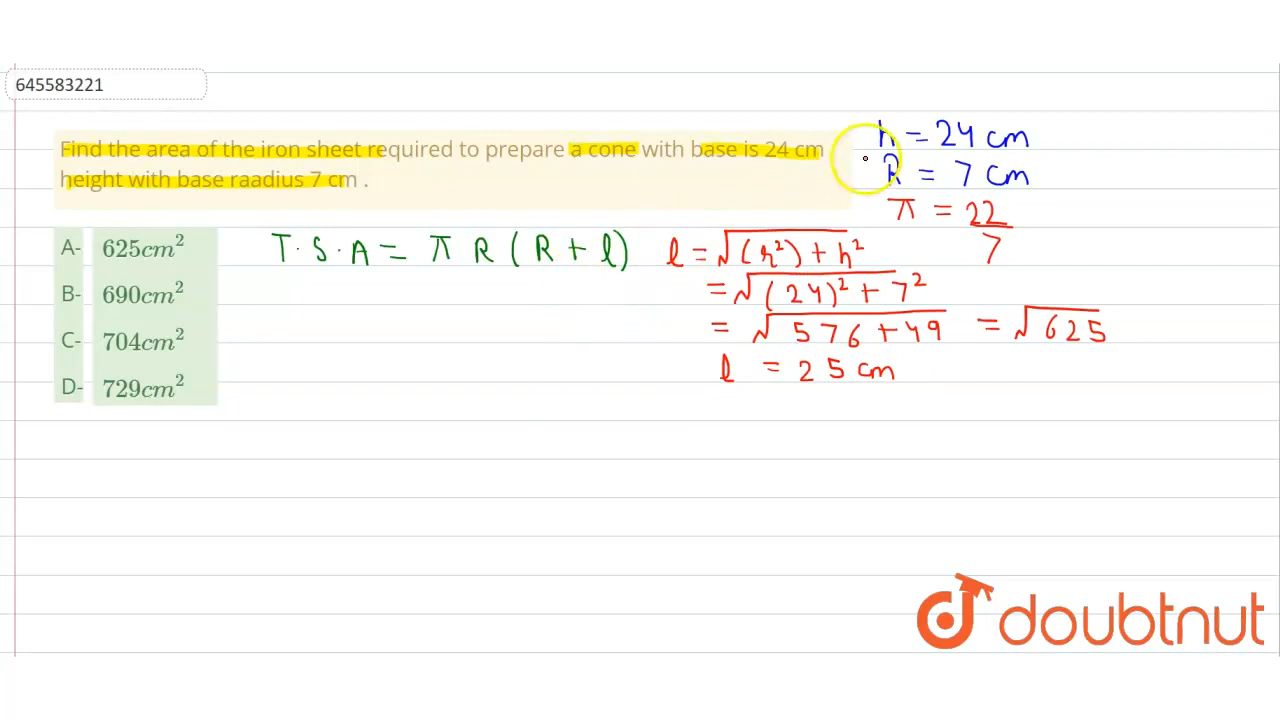 645583221
Find the area of the iron sheet required to prepare a cone with base is 24 cm
height with base raadius 7 cm .
h = 24 cm
R = 7 cm
π = 22/7
A- 625cm²
B- 690cm²
C- 704cm²
D- 729cm²
T.S.A = π R (R + l)
l = √(r²) + h²
= √(24)² + 7²
= √576 + 49 = √625
l = 25 cm
doubtnut